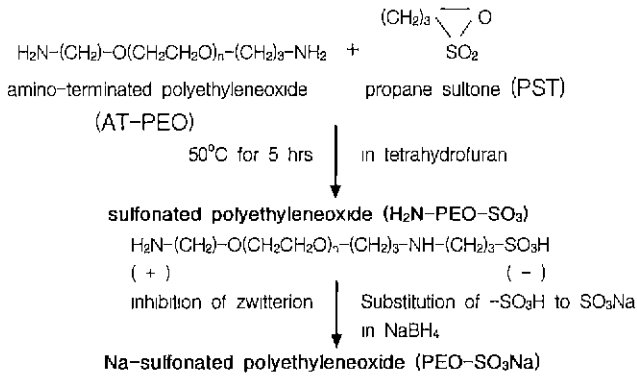 (CH₂)₃ O
SO₂
H₂N-(CH₂)-O(CH₂CH₂O)ₙ-(CH₂)₃-NH₂ +
amino-terminated polyethyleneoxide propane sultone (PST)
(AT-PEO)
50°C for 5 hrs in tetrahydrofuran
sulfonated polyethyleneoxide (H₂N-PEO-SO₃)
H₂N-(CH₂)-O(CH₂CH₂O)ₙ-(CH₂)₃-NH-(CH₂)₃-SO₃H
( + ) ( - )
inhibition of zwitterion Substitution of -SO₃H to SO₃Na
in NaBH₄
Na-sulfonated polyethyleneoxide (PEO-SO₃Na)